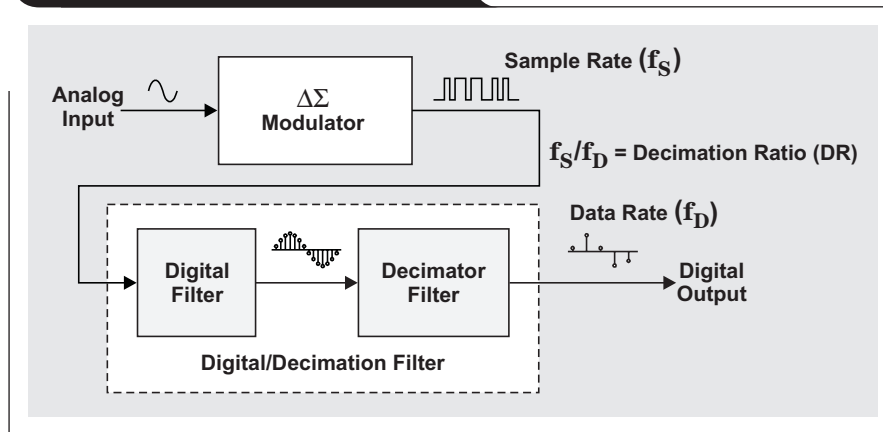 Sample Rate (fS)
Analog
Input
ΔΣ
Modulator
fS/fD = Decimation Ratio (DR)
Data Rate (fD)
Digital
Filter
Decimator
Filter
Digital
Output
Digital/Decimation Filter